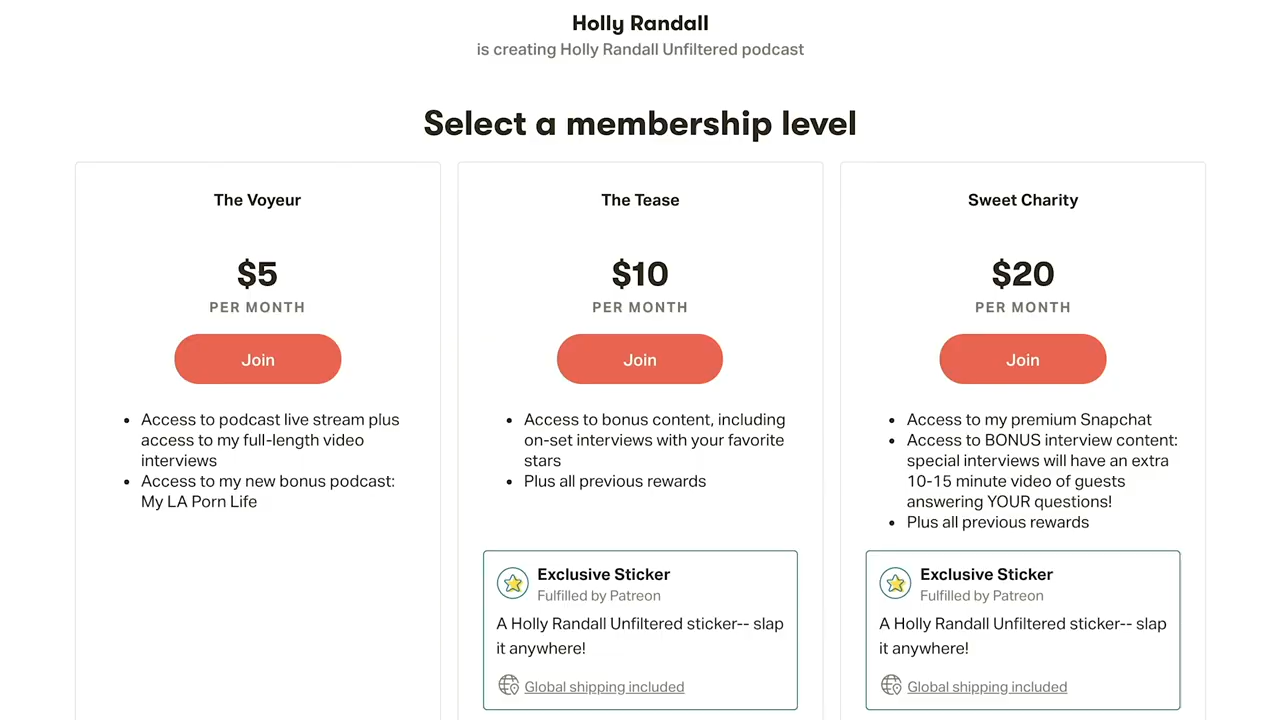 Holly Randall
is creating Holly Randall Unfiltered podcast
Select a membership level
The Voyeur
$5
PER MONTH
Join
• Access to podcast live stream plus
access to my full-length video
interviews
• Access to my new bonus podcast:
My LA Porn Life
The Tease
$10
PER MONTH
Join
• Access to bonus content, including
on-set interviews with your favorite
stars
• Plus all previous rewards
Exclusive Sticker
Fulfilled by Patreon
A Holly Randall Unfiltered sticker-- slap
it anywhere!
Global shipping included
Sweet Charity
$20
PER MONTH
Join
• Access to my premium Snapchat
• Access to BONUS interview content:
special interviews will have an extra
10-15 minute video of guests
answering YOUR questions!
• Plus all previous rewards
Exclusive Sticker
Fulfilled by Patreon
A Holly Randall Unfiltered sticker-- slap
it anywhere!
Global shipping included